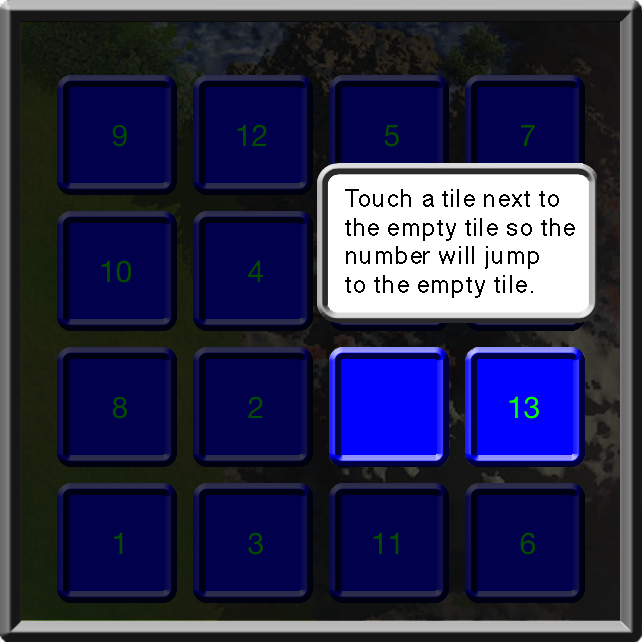 9 12 5 7
Touch a tile next to
the empty tile so the
number will jump
to the empty tile.
10 4
8 2 13
1 3 11 6